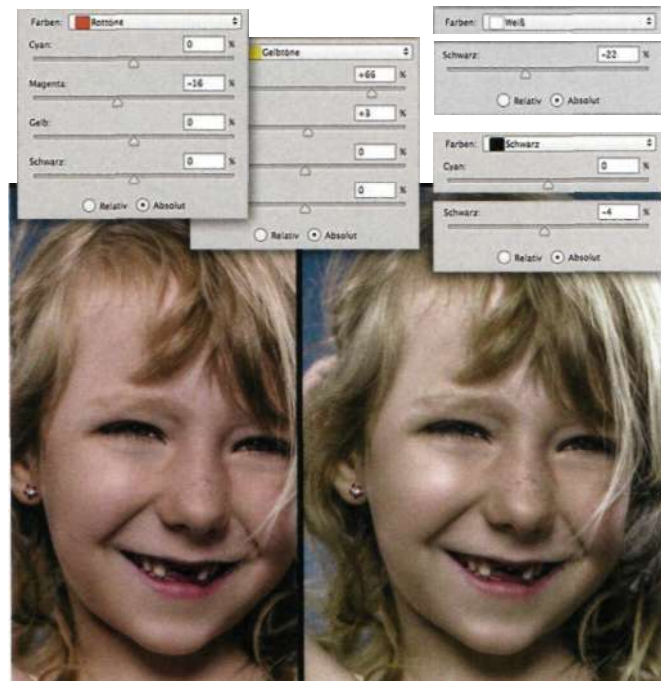 Farben: Rottöne
Cyan: 0 %
Magenta: -16 %
Gelb: 0 %
Schwarz: 0 %
Relativ Absolut
Gelbtöne
+66 %
+3 %
0 %
0 %
Relativ Absolut
Farben: Weiß
Schwarz: -22 %
Relativ Absolut
Farben: Schwarz
Cyan: 0 %
Schwarz: -4 %
Relativ Absolut